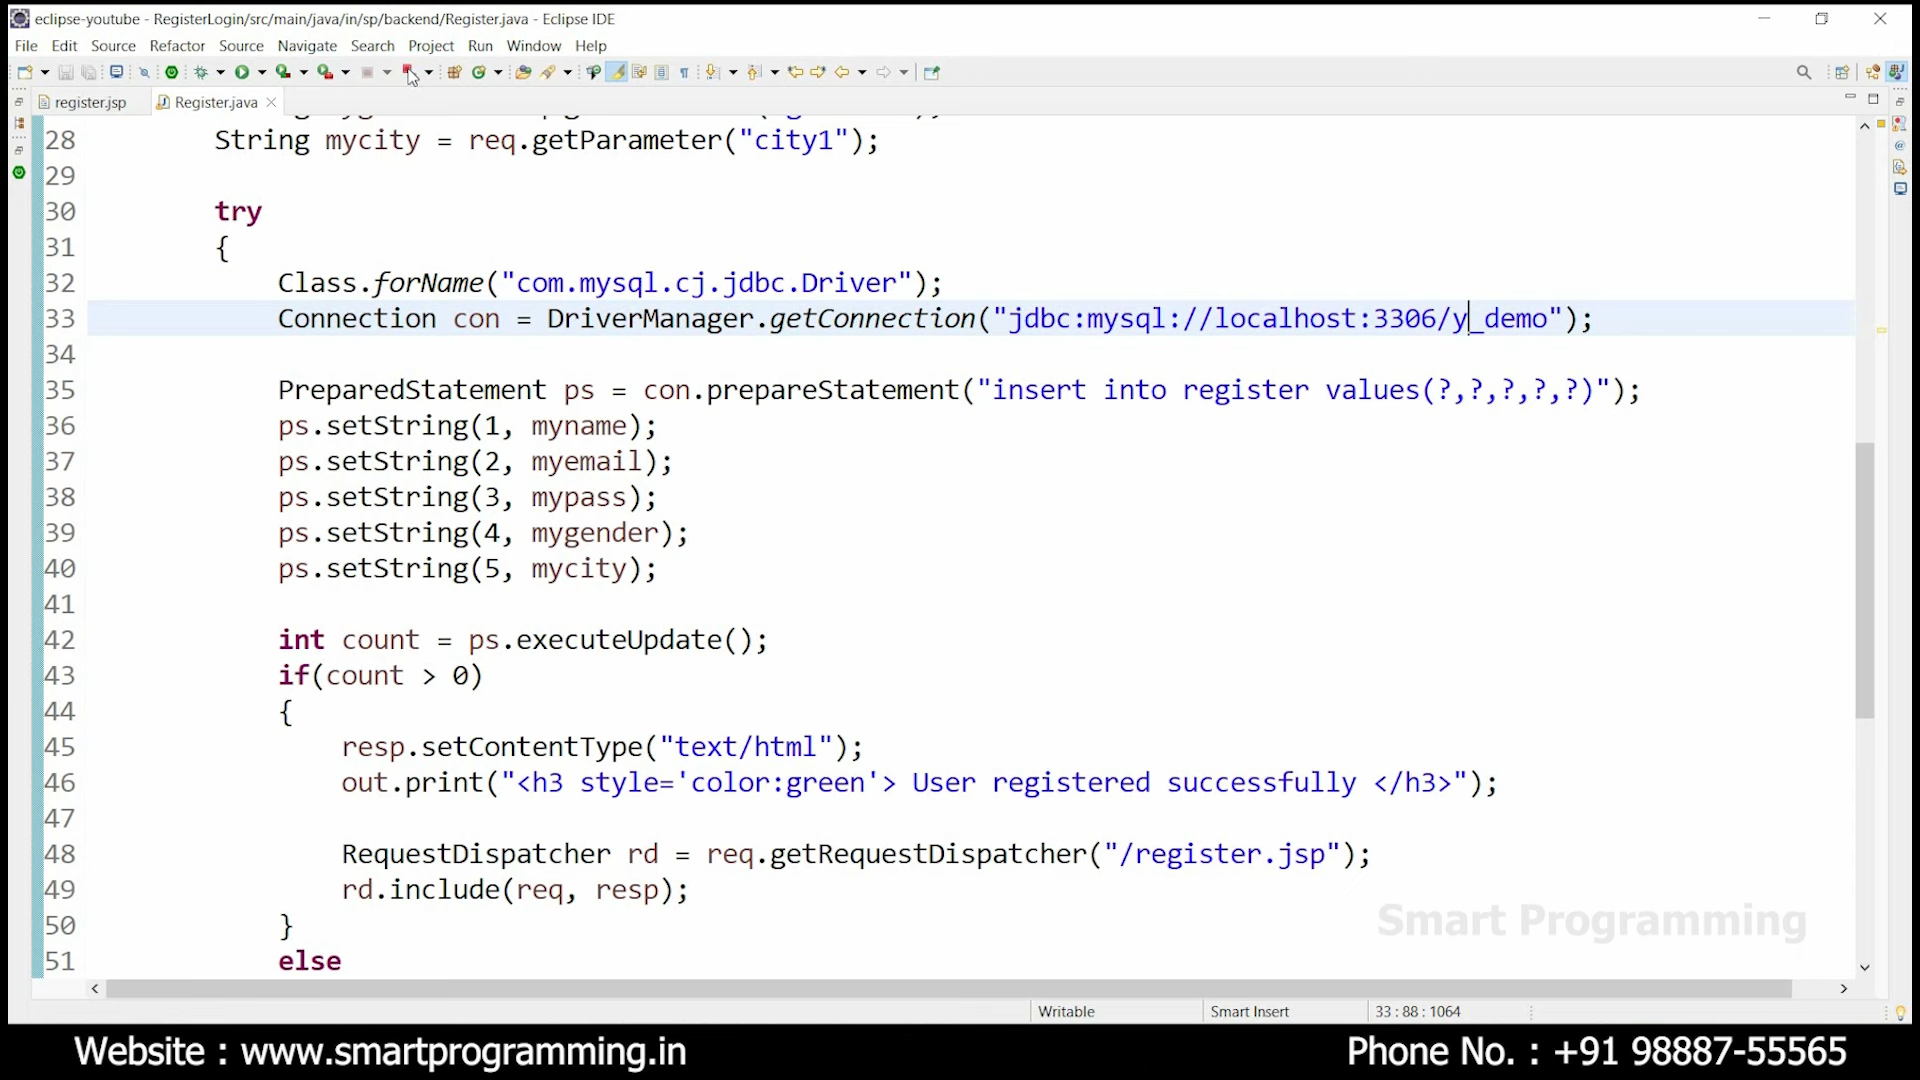 eclipse-youtube - RegisterLogin/src/main/java/in/sp/backend/Register.java - Eclipse IDE
File Edit Source Refactor Source Navigate Search Project Run Window Help
register.jsp Register.java
28 String mycity = req.getParameter("city1");
29
30 try
31 {
32 Class.forName("com.mysql.cj.jdbc.Driver");
33 Connection con = DriverManager.getConnection("jdbc:mysql://localhost:3306/y_demo");
34
35 PreparedStatement ps = con.prepareStatement("insert into register values(?,?,?,?,?)");
36 ps.setString(1, myname);
37 ps.setString(2, myemail);
38 ps.setString(3, mypass);
39 ps.setString(4, mygender);
40 ps.setString(5, mycity);
41
42 int count = ps.executeUpdate();
43 if(count > 0)
44 {
45 resp.setContentType("text/html");
46 out.print("<h3 style='color:green'> User registered successfully </h3>");
47
48 RequestDispatcher rd = req.getRequestDispatcher("/register.jsp");
49 rd.include(req, resp);
50 }
51 else
Smart Programming
Writable Smart Insert 33 : 88 : 1064
Website : www.smartprogramming.in Phone No. : +91 98887-55565